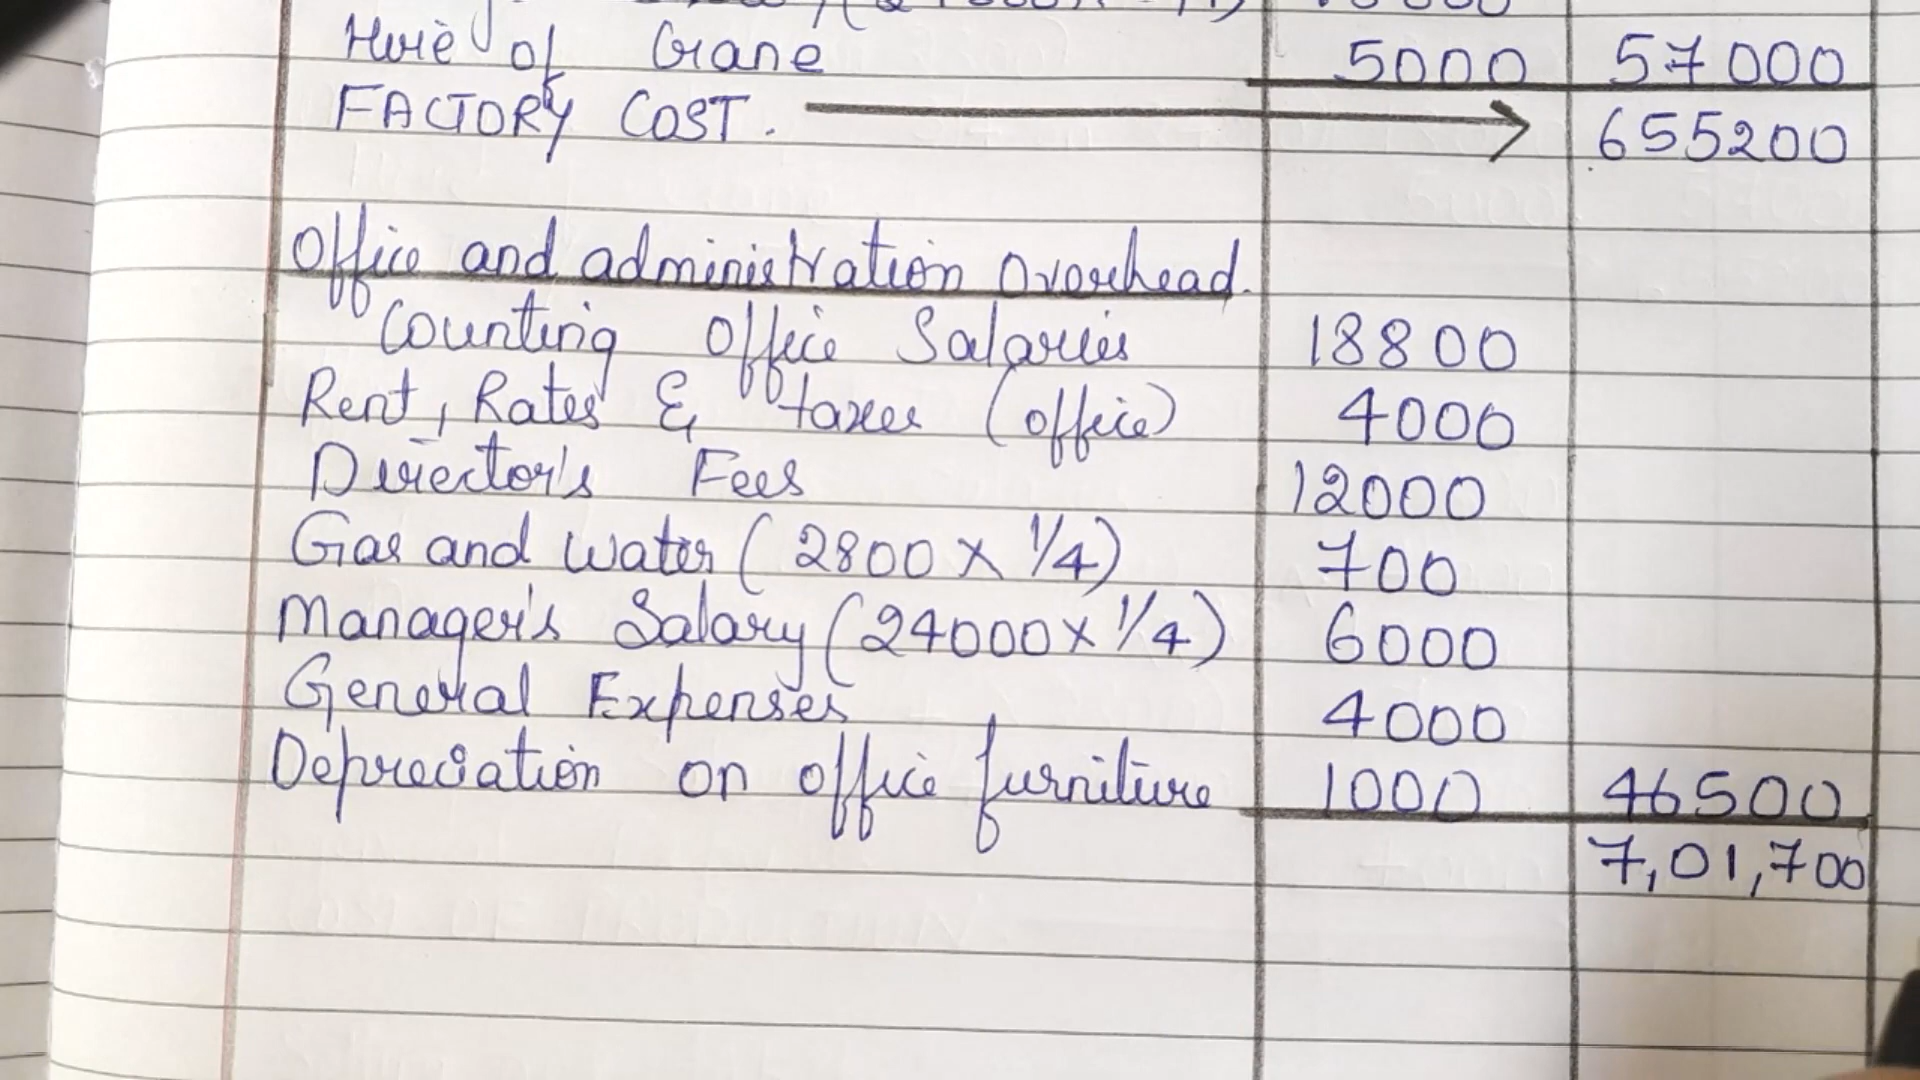 Hire of Crane 5000 57000
FACTORY COST. 655200
Office and administration Overhead.
Counting Office Salaries 18800
Rent, Rates & taxes (office) 4000
Director's Fees 12000
Gas and Water (2800 x 1/4) 700
Manager's Salary (24000 x 1/4) 6000
General Expenses 4000
Depreciation on office furniture 1000 46500
7,01,700